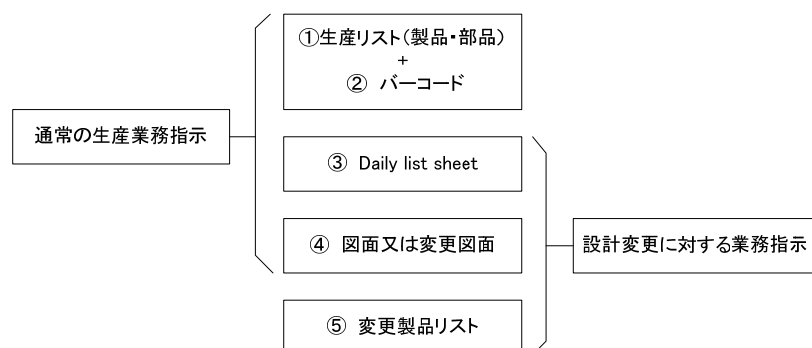 ①生産リスト（製品・部品）
+
② バーコード
通常の生産業務指示
③ Daily list sheet
④ 図面又は変更図面
設計変更に対する業務指示
⑤ 変更製品リスト